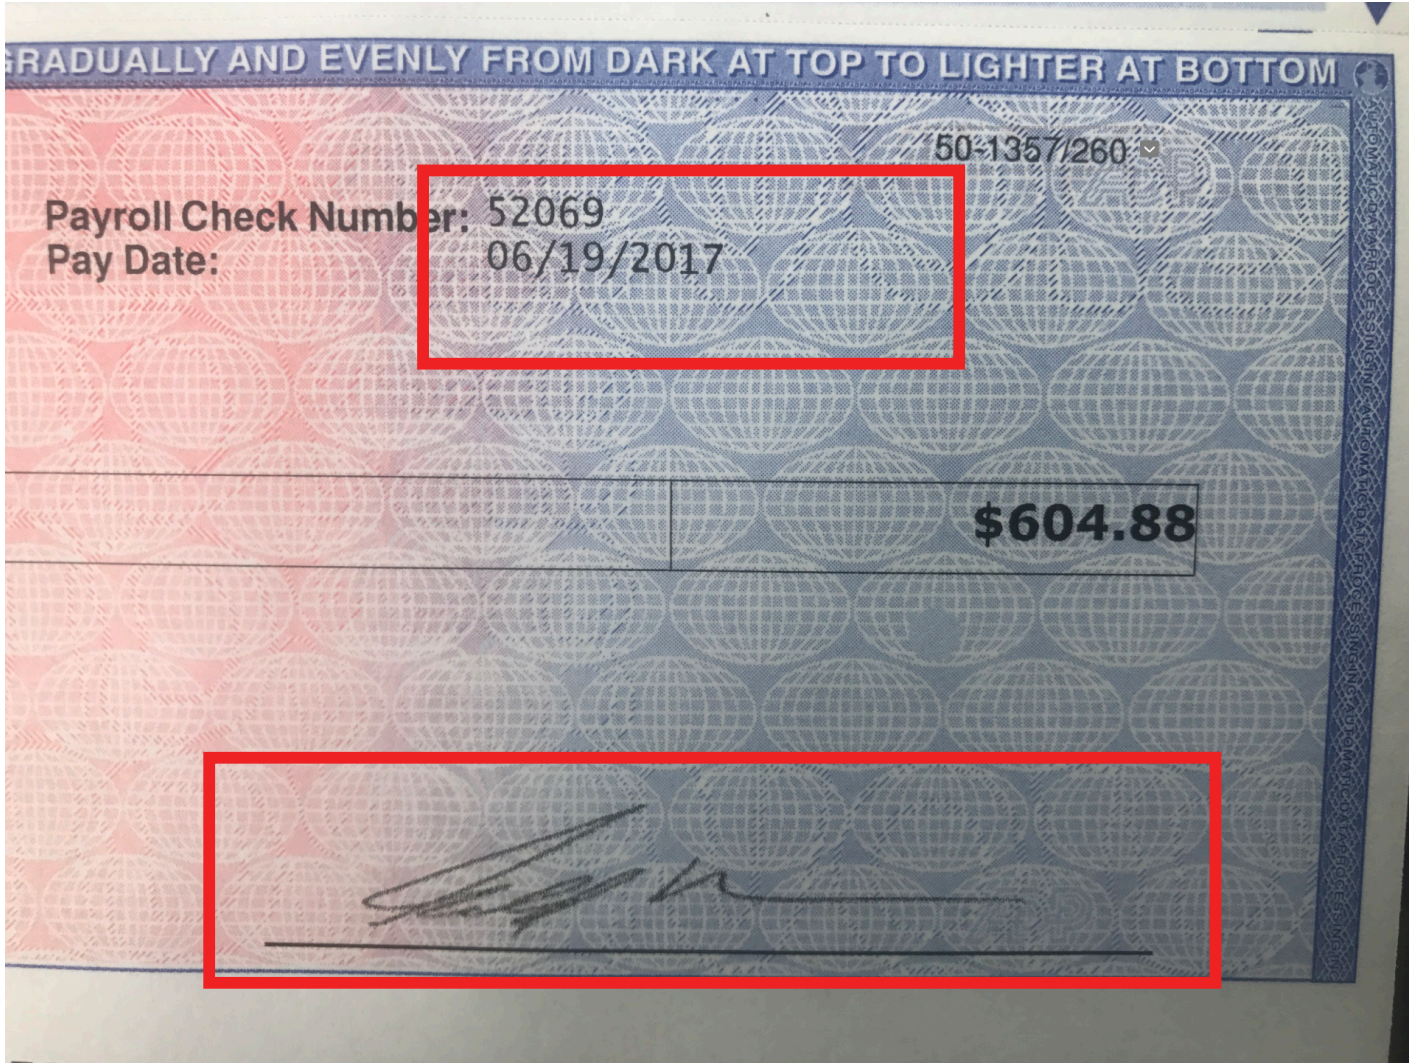 GRADUALLY AND EVENLY FROM DARK AT TOP TO LIGHTER AT BOTTOM
50-1357/260
ADP
Payroll Check Number: 52069
Pay Date: 06/19/2017
$604.88